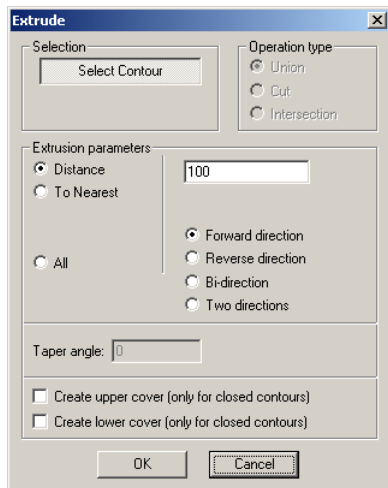 Extrude
Selection
Select Contour
Operation type
Union
Cut
Intersection
Extrusion parameters
Distance
To Nearest
All
100
Forward direction
Reverse direction
Bi-direction
Two directions
Taper angle: 0
Create upper cover (only for closed contours)
Create lower cover (only for closed contours)
OK
Cancel